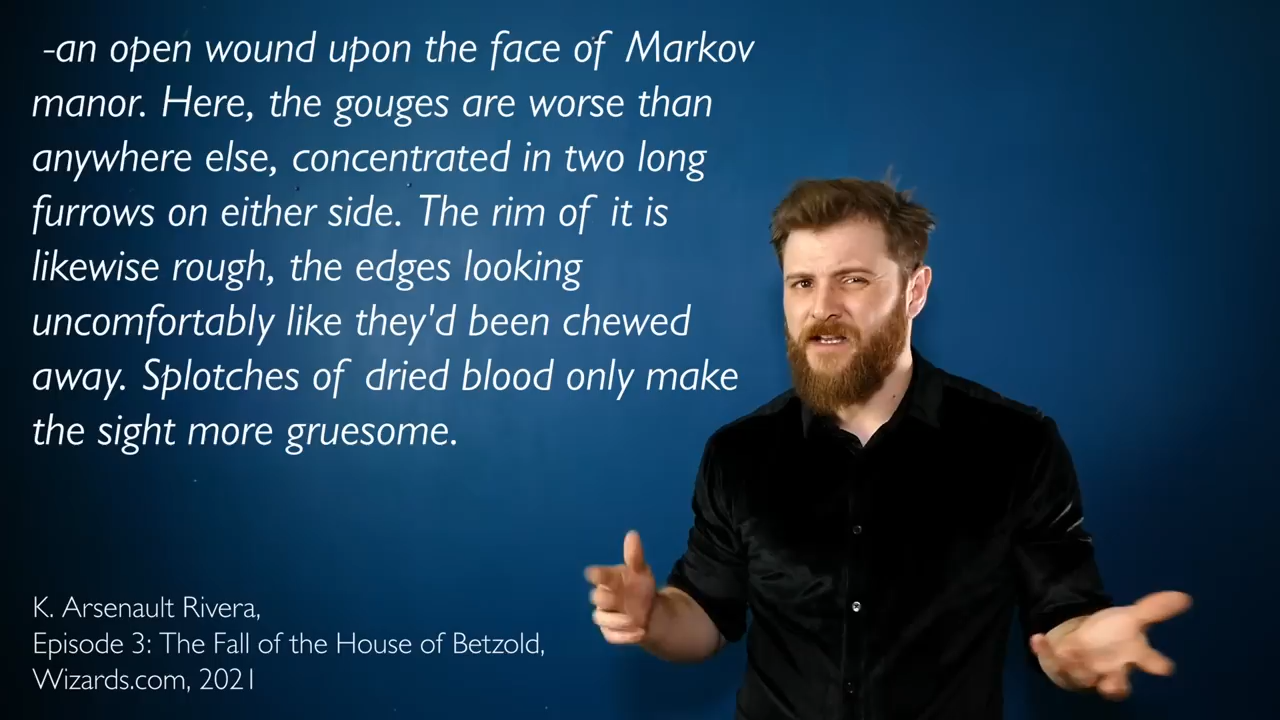 -an open wound upon the face of Markov
manor. Here, the gouges are worse than
anywhere else, concentrated in two long
furrows on either side. The rim of it is
likewise rough, the edges looking
uncomfortably like they'd been chewed
away. Splotches of dried blood only make
the sight more gruesome.
K. Arsenault Rivera,
Episode 3: The Fall of the House of Betzold,
Wizards.com, 2021